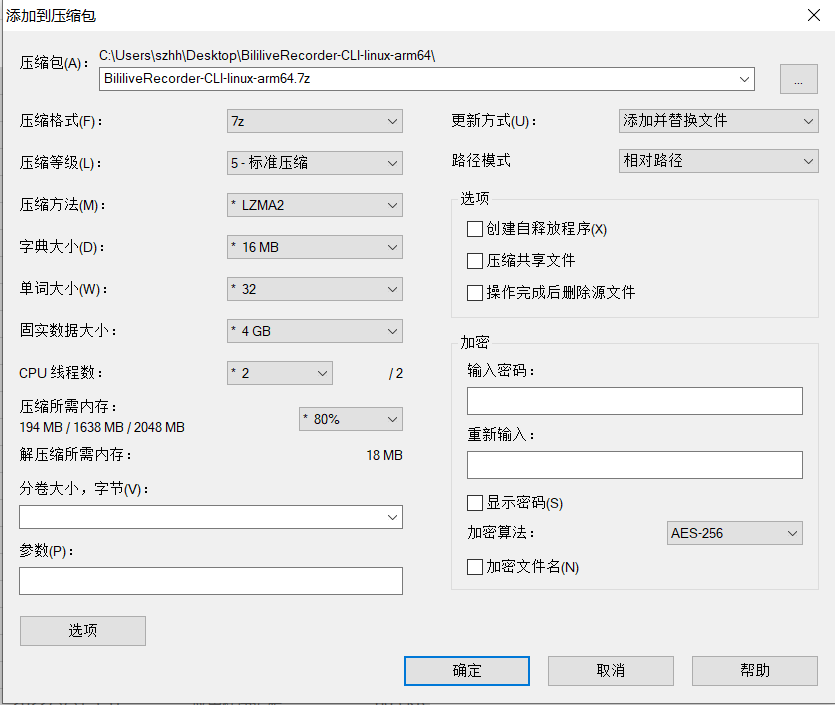 添加到压缩包
压缩包(A)：
C:\Users\szhh\Desktop\BililiveRecorder-CLI-linux-arm64\
BililiveRecorder-CLI-linux-arm64.7z
...
压缩格式(F)：
7z
更新方式(U)：
添加并替换文件
压缩等级(L)：
5 - 标准压缩
路径模式
相对路径
压缩方法(M)：
* LZMA2
选项
创建自释放程序(X)
字典大小(D)：
* 16 MB
压缩共享文件
单词大小(W)：
* 32
操作完成后删除源文件
固实数据大小：
* 4 GB
加密
CPU 线程数：
* 2
/ 2
输入密码：
压缩所需内存：
194 MB / 1638 MB / 2048 MB
* 80%
重新输入：
解压缩所需内存：
18 MB
分卷大小，字节(V)：
显示密码(S)
加密算法：
AES-256
参数(P)：
加密文件名(N)
选项
确定
取消
帮助